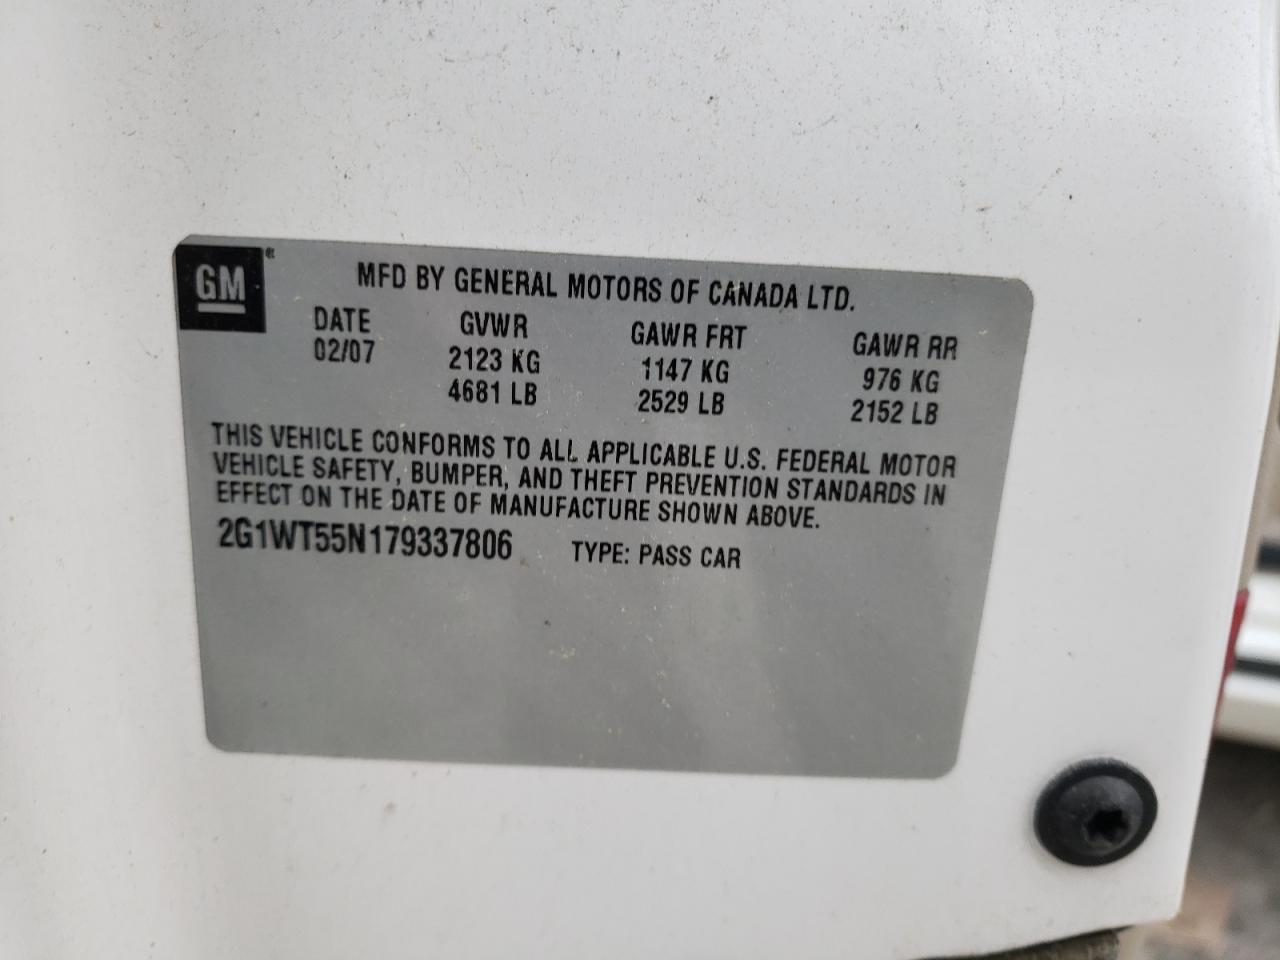 GM
MFD BY GENERAL MOTORS OF CANADA LTD.
DATE GVWR GAWR FRT GAWR RR
02/07 2123 KG 1147 KG 976 KG
4681 LB 2529 LB 2152 LB
THIS VEHICLE CONFORMS TO ALL APPLICABLE U.S. FEDERAL MOTOR
VEHICLE SAFETY, BUMPER, AND THEFT PREVENTION STANDARDS IN
EFFECT ON THE DATE OF MANUFACTURE SHOWN ABOVE.
2G1WT55N179337806 TYPE: PASS CAR